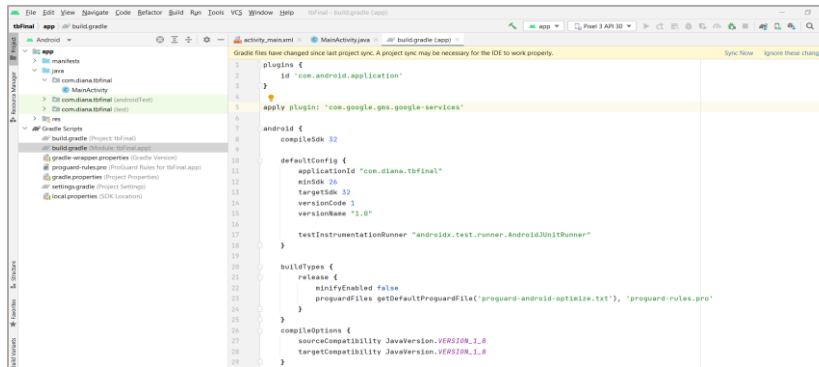 File Edit View Navigate Code Refactor Build Run Tools VCS Window Help tbFinal - build.gradle (:app)
tbFinal app build.gradle
app
Pixel 3 API 30
Android
activity_main.xml
MainActivity.java
build.gradle (:app)
Gradle files have changed since last project sync. A project sync may be necessary for the IDE to work properly.
Sync Now
Ignore these chang
Project
Resource Manager
Structure
Favorites
Build Variants
app
manifests
java
com.diana.tbfinal
MainActivity
com.diana.tbfinal (androidTest)
com.diana.tbfinal (test)
res
Gradle Scripts
build.gradle (Project: tbFinal)
build.gradle (Module: tbFinal.app)
gradle-wrapper.properties (Gradle Version)
proguard-rules.pro (ProGuard Rules for tbFinal.app)
gradle.properties (Project Properties)
settings.gradle (Project Settings)
local.properties (SDK Location)
1 plugins {
2 id 'com.android.application'
3 }
4
5 apply plugin: 'com.google.gms.google-services'
6
7 android {
8 compileSdk 32
9
10 defaultConfig {
11 applicationId "com.diana.tbfinal"
12 minSdk 26
13 targetSdk 32
14 versionCode 1
15 versionName "1.0"
16
17 testInstrumentationRunner "androidx.test.runner.AndroidJUnitRunner"
18 }
19
20 buildTypes {
21 release {
22 minifyEnabled false
23 proguardFiles getDefaultProguardFile('proguard-android-optimize.txt'), 'proguard-rules.pro'
24 }
25 }
26 compileOptions {
27 sourceCompatibility JavaVersion.VERSION_1_8
28 targetCompatibility JavaVersion.VERSION_1_8
29 }